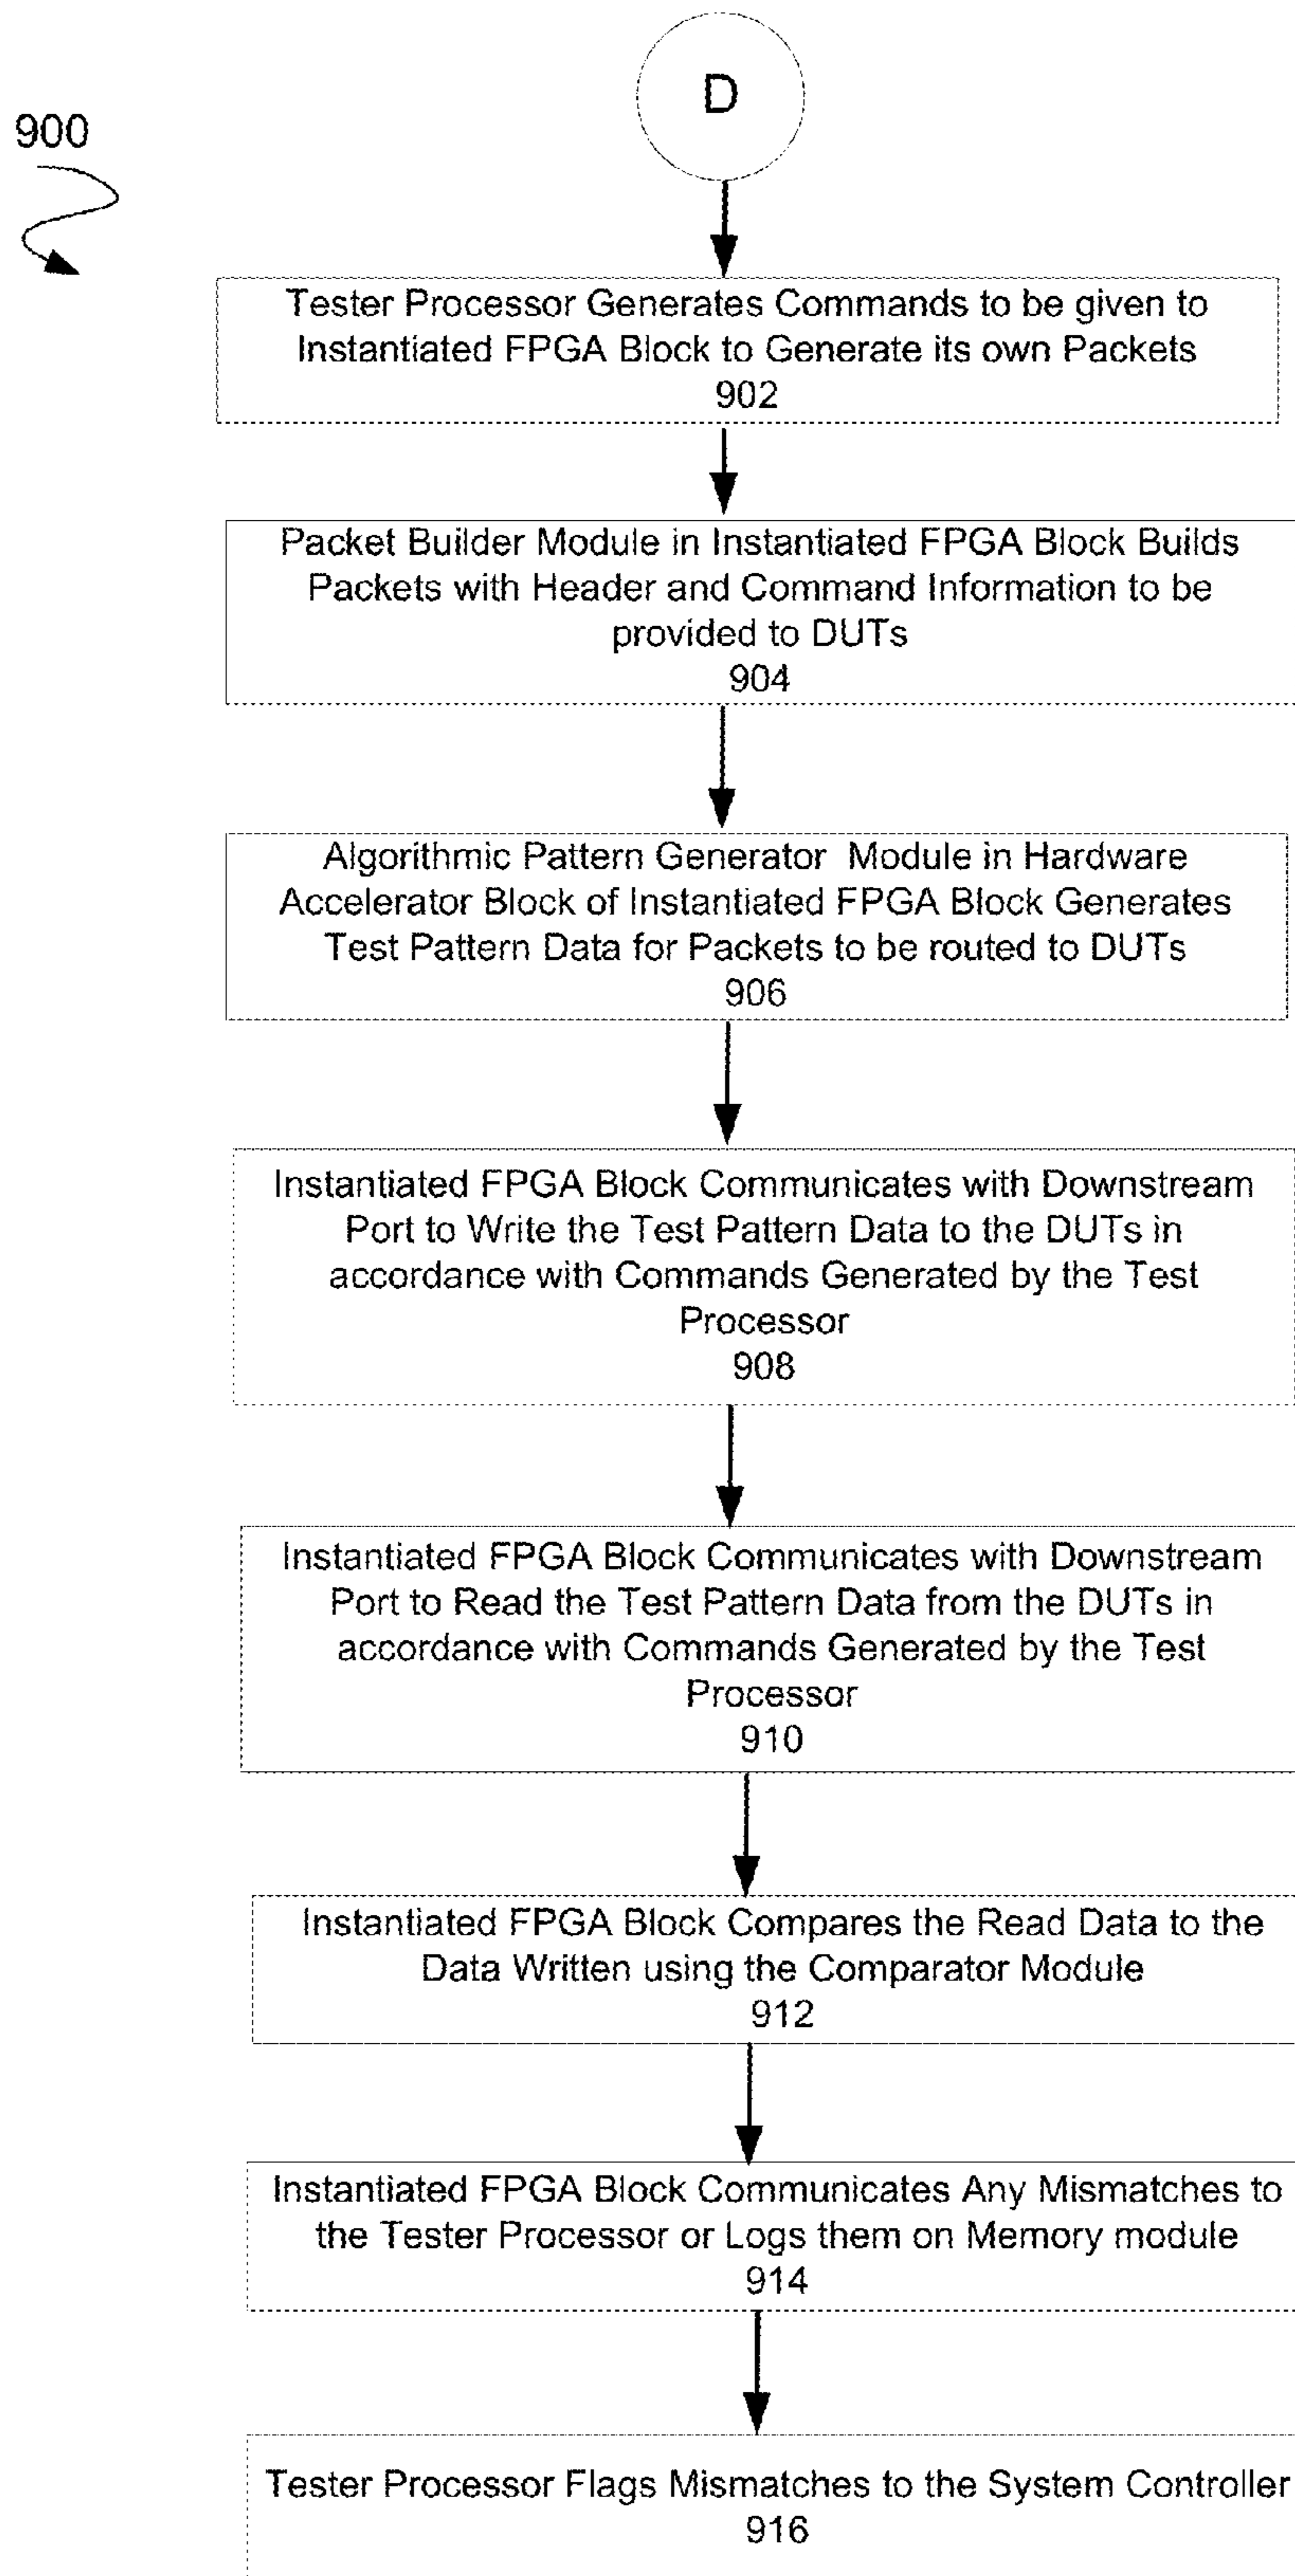 D
900
Tester Processor Generates Commands to be given to
Instantiated FPGA Block to Generate its own Packets
902
Packet Builder Module in Instantiated FPGA Block Builds
Packets with Header and Command Information to be
provided to DUTs
904
Algorithmic Pattern Generator Module in Hardware
Accelerator Block of Instantiated FPGA Block Generates
Test Pattern Data for Packets to be routed to DUTs
906
Instantiated FPGA Block Communicates with Downstream
Port to Write the Test Pattern Data to the DUTs in
accordance with Commands Generated by the Test
Processor
908
Instantiated FPGA Block Communicates with Downstream
Port to Read the Test Pattern Data from the DUTs in
accordance with Commands Generated by the Test
Processor
910
Instantiated FPGA Block Compares the Read Data to the
Data Written using the Comparator Module
912
Instantiated FPGA Block Communicates Any Mismatches to
the Tester Processor or Logs them on Memory module
914
Tester Processor Flags Mismatches to the System Controller
916